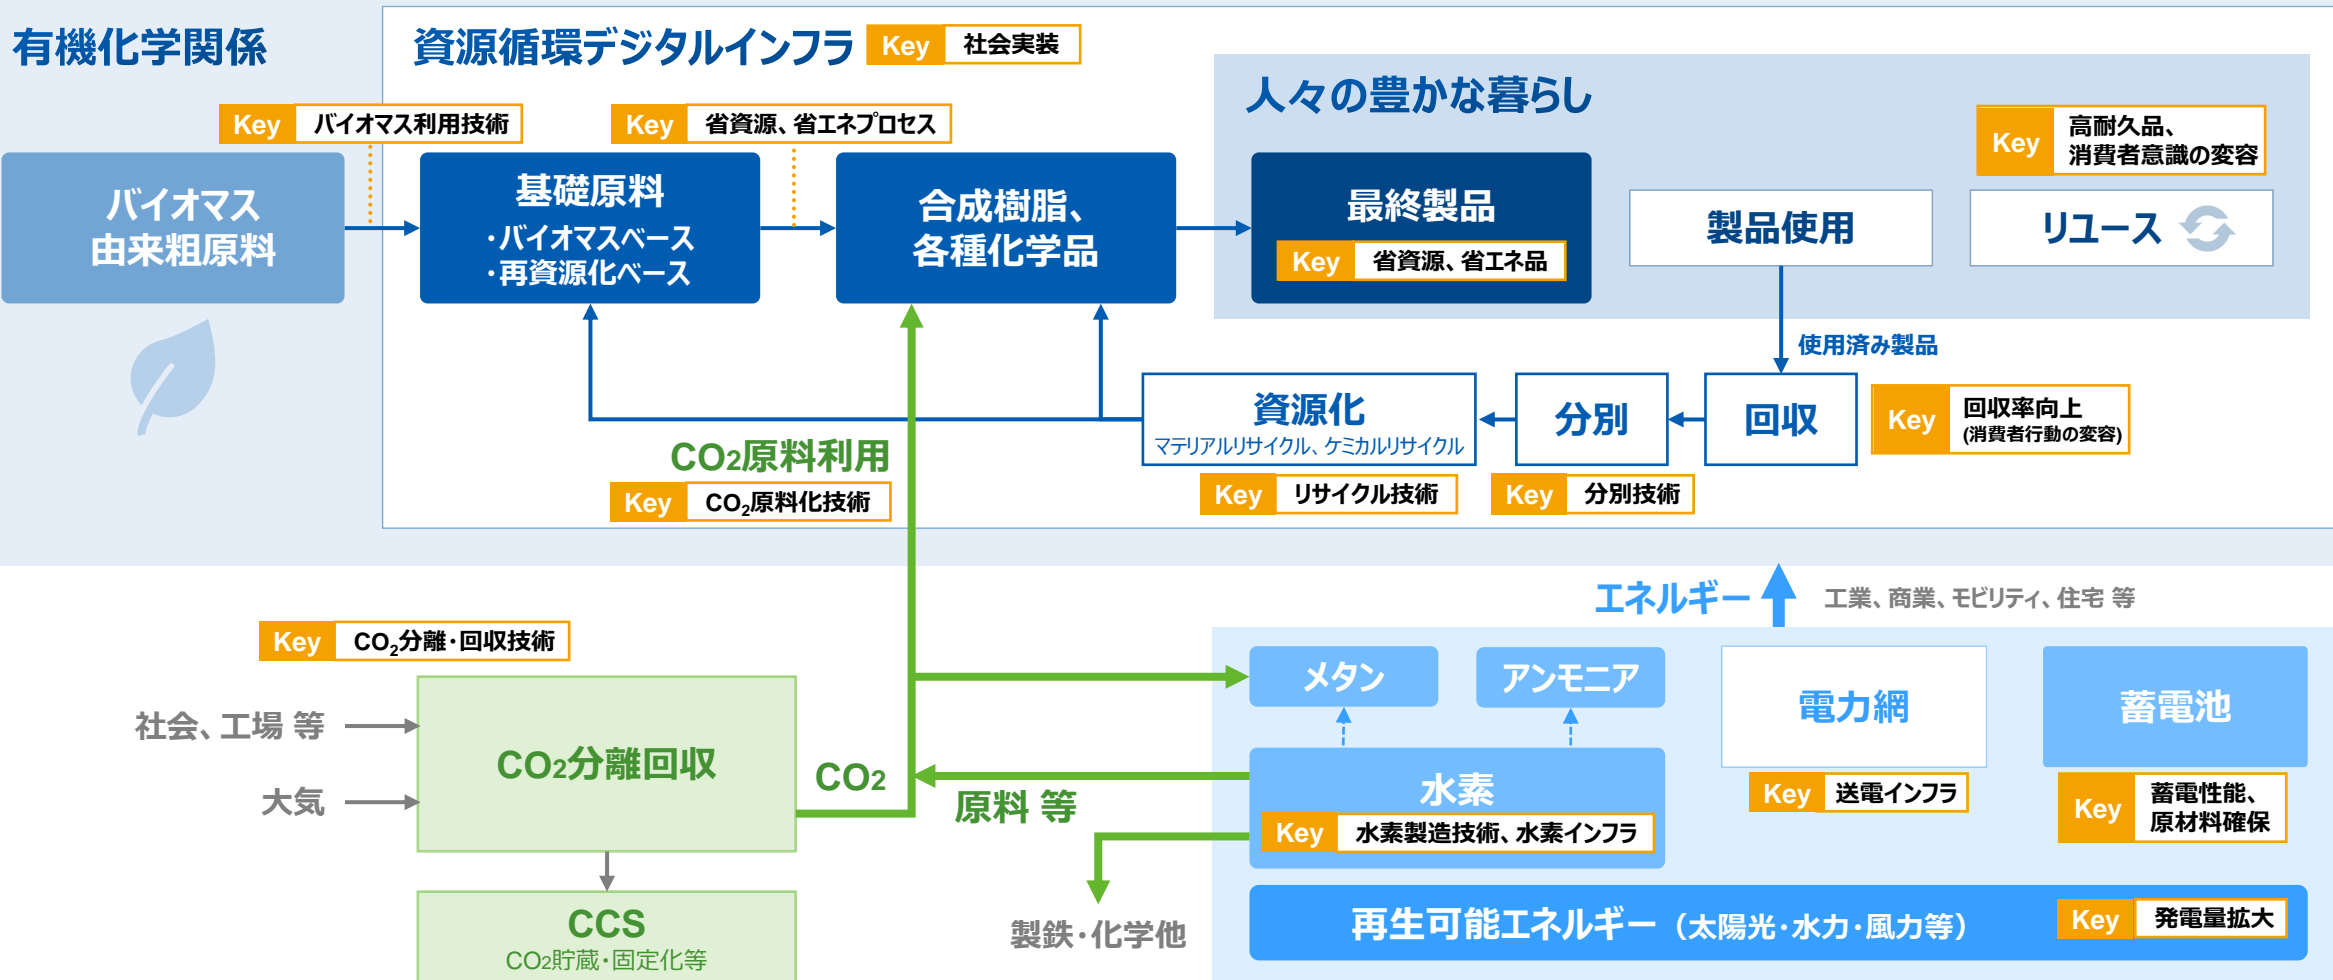 有機化学関係
資源循環デジタルインフラ
Key 社会実装
人々の豊かな暮らし
Key バイオマス利用技術
Key 省資源、省エネプロセス
Key 高耐久品、
消費者意識の変容
バイオマス
由来粗原料
基礎原料
・バイオマスベース
・再資源化ベース
合成樹脂、
各種化学品
最終製品
Key 省資源、省エネ品
製品使用
リユース
使用済み製品
資源化
マテリアルリサイクル、ケミカルリサイクル
分別
回収
Key 回収率向上
(消費者行動の変容)
Key リサイクル技術
Key 分別技術
CO2原料利用
Key CO2原料化技術
エネルギー
工業、商業、モビリティ、住宅 等
Key CO2分離・回収技術
社会、工場 等
大気
CO2分離回収
CO2
原料 等
CCS
CO2貯蔵・固定化等
製鉄・化学他
メタン
アンモニア
電力網
蓄電池
水素
Key 水素製造技術、水素インフラ
Key 送電インフラ
Key 蓄電性能、
原材料確保
再生可能エネルギー（太陽光・水力・風力等）
Key 発電量拡大